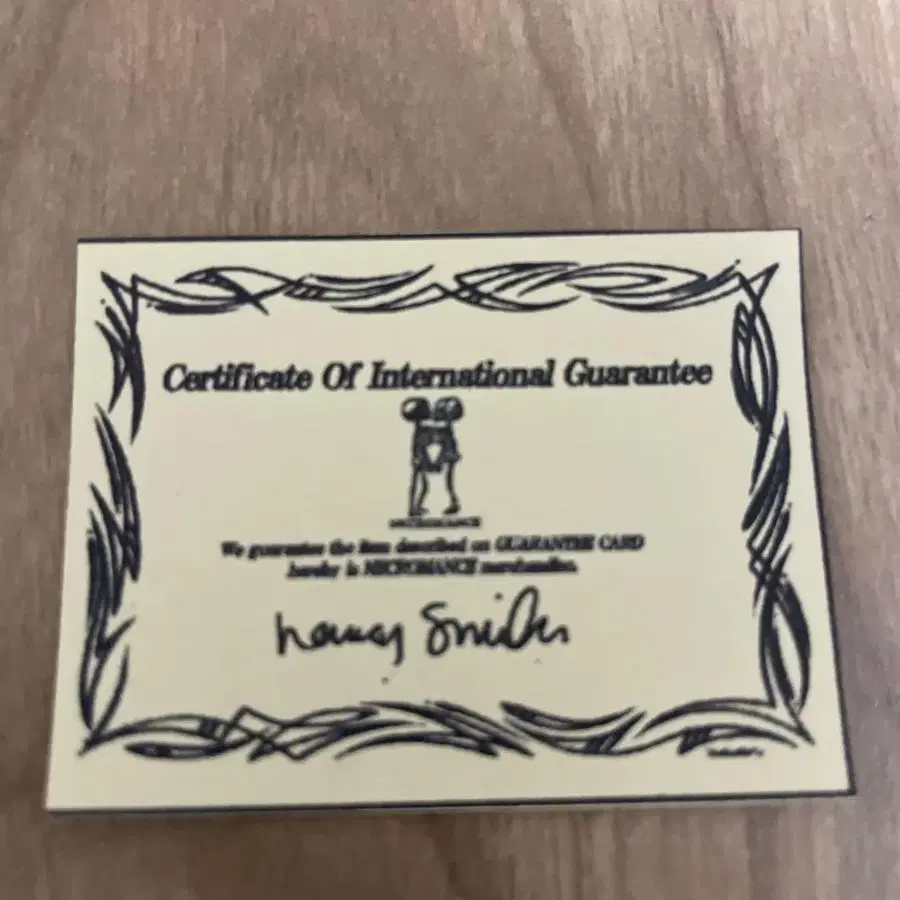 Certificate Of International Guarantee
We guarantee the item described on GUARANTEE CARD
hereby is NECROMANCE merchandise.